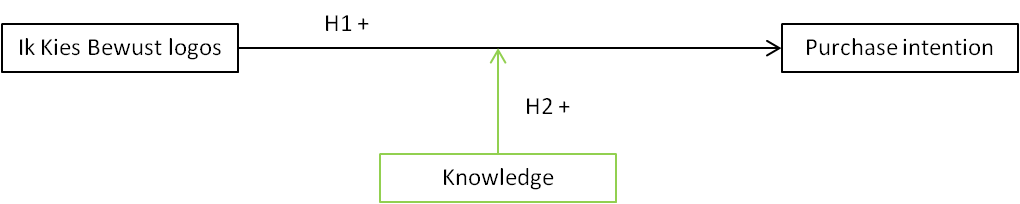 H1 +
Ik Kies Bewust logos
Purchase intention
H2 +
Knowledge